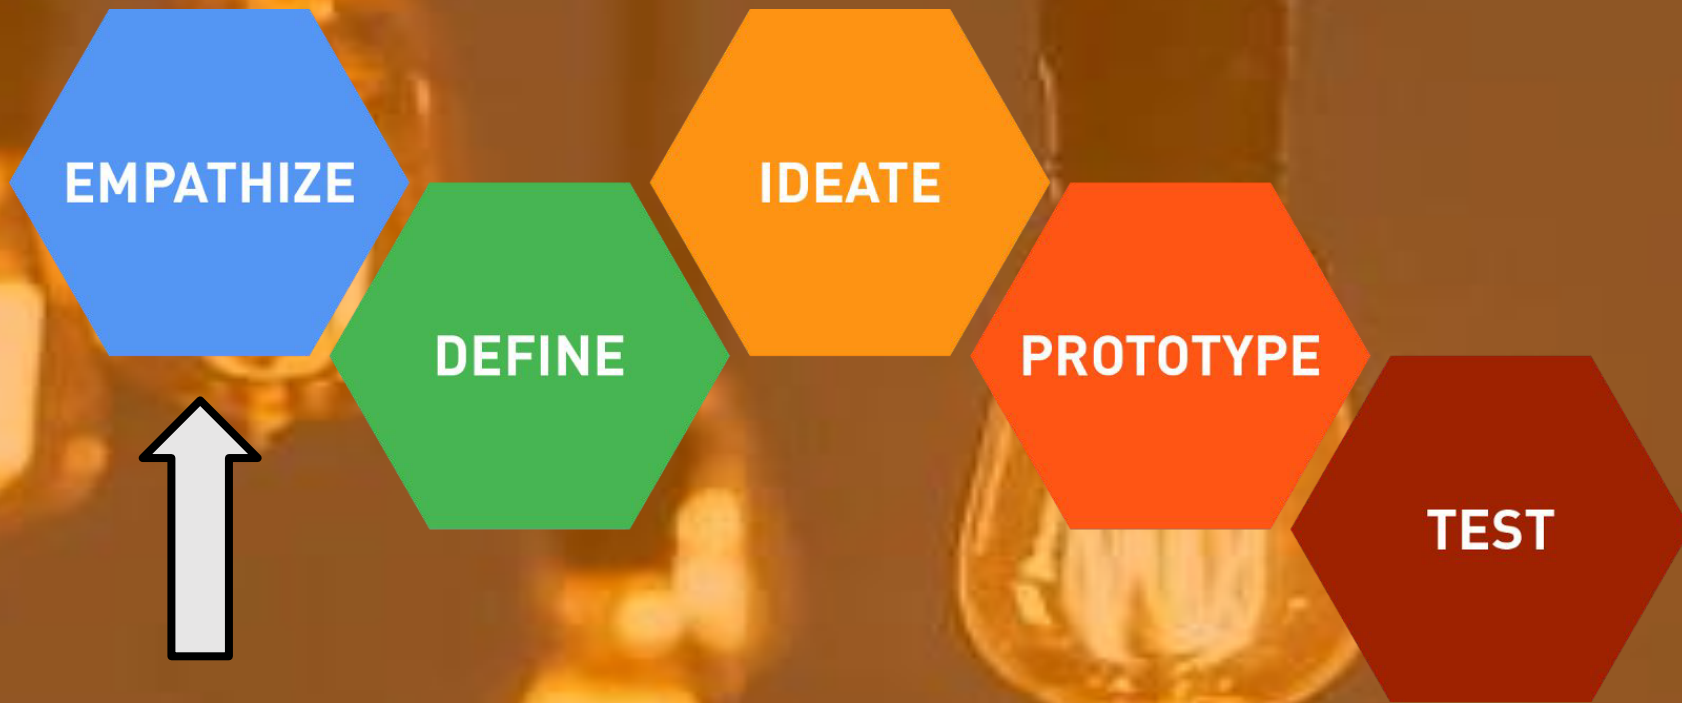 EMPATHIZE
DEFINE
IDEATE
PROTOTYPE
TEST